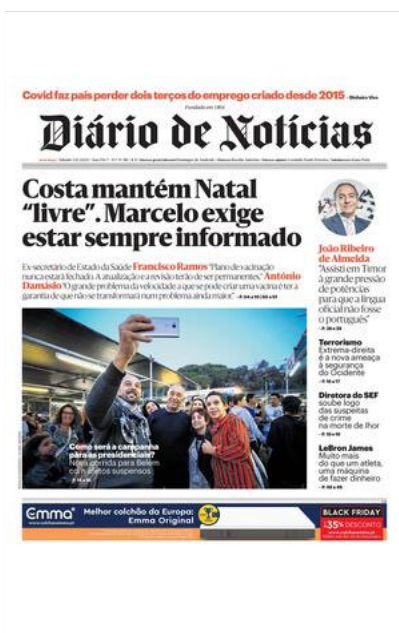 Covid faz país perder dois terços do emprego criado desde 2015 - Dinheiro Vivo
Fundado em 1864
Diário de Notícias
Costa mantém Natal
"livre". Marcelo exige
estar sempre informado
Ex-secretário de Estado da Saúde Francisco Ramos "Plano de vacinação
nunca estará fechado. A atualização e a revisão terão de ser permanentes." António
Damásio "O grande problema da velocidade a que se pode criar uma vacina é ter a
garantia de que não se transformará num problema ainda maior."
João Ribeiro
de Almeida
"Assisti em Timor
à grande pressão
de potências
para que a língua
oficial não fosse
o português"
Terrorismo
Extrema-direita
é a nova ameaça
à segurança
do Ocidente
Diretora do SEF
soube logo
das suspeitas
de crime
na morte de Ihor
LeBron James
Muito mais
do que um atleta,
uma máquina
de fazer dinheiro
Como será a campanha
para as presidenciais?
Nova corrida para Belém
com afetos suspensos
Emma
Melhor colchão da Europa:
Emma Original
BLACK FRIDAY
35% DESCONTO